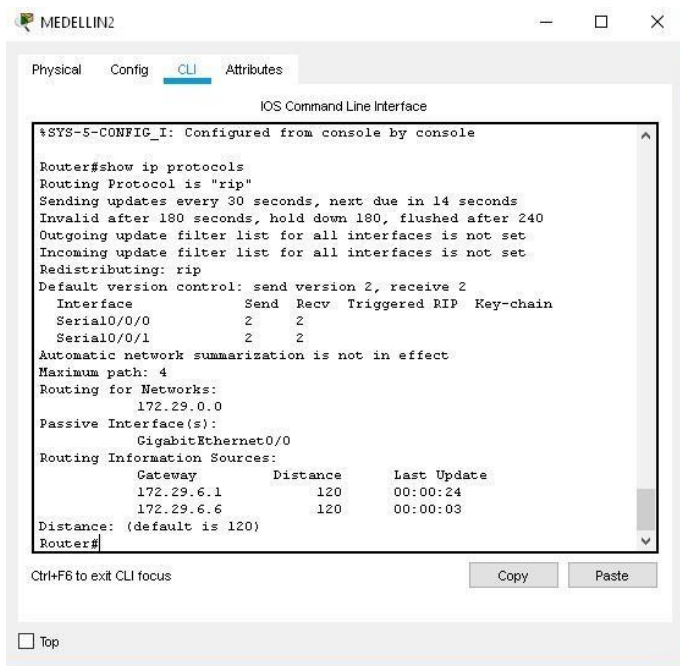 MEDELLIN2
Physical Config CLI Attributes
IOS Command Line Interface
%SYS-5-CONFIG_I: Configured from console by console
Router#show ip protocols
Routing Protocol is "rip"
Sending updates every 30 seconds, next due in 14 seconds
Invalid after 180 seconds, hold down 180, flushed after 240
Outgoing update filter list for all interfaces is not set
Incoming update filter list for all interfaces is not set
Redistributing: rip
Default version control: send version 2, receive 2
Interface Send Recv Triggered RIP Key-chain
Serial0/0/0 2 2
Serial0/0/1 2 2
Automatic network summarization is not in effect
Maximum path: 4
Routing for Networks:
172.29.0.0
Passive Interface(s):
GigabitEthernet0/0
Routing Information Sources:
Gateway Distance Last Update
172.29.6.1 120 00:00:24
172.29.6.6 120 00:00:03
Distance: (default is 120)
Router#
Ctrl+F6 to exit CLI focus Copy Paste
Top